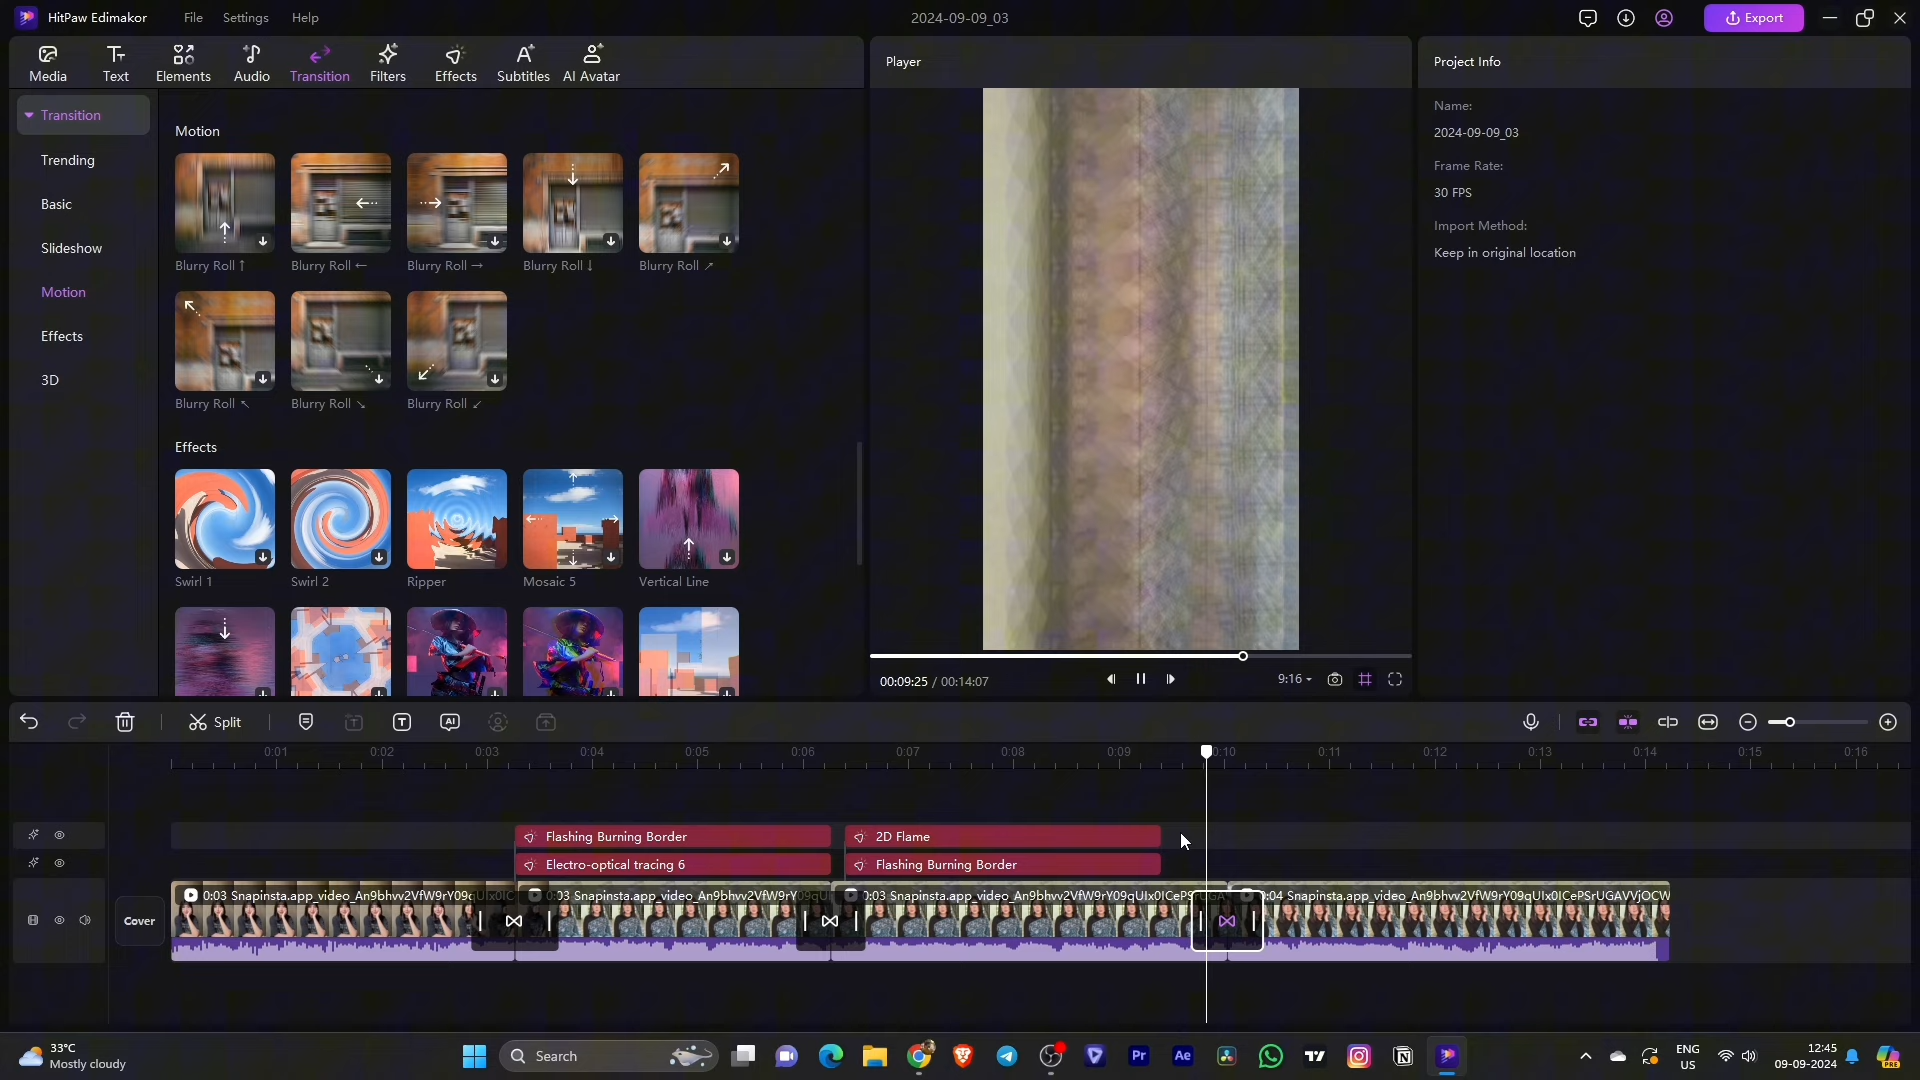 HitPaw Edimakor File Settings Help 2024-09-09_03 Export
Media Text Elements Audio Transition Filters Effects Subtitles AI Avatar
Player
Project Info
Transition
Trending
Basic
Slideshow
Motion
Effects
3D
Motion
Blurry Roll ↑ Blurry Roll ← Blurry Roll → Blurry Roll ↓ Blurry Roll ↗
Blurry Roll ↖ Blurry Roll ↘ Blurry Roll ↙
Effects
Swirl 1 Swirl 2 Ripper Mosaic 5 Vertical Line
00:09:25 / 00:14:07 9:16
Name:
2024-09-09_03
Frame Rate:
30 FPS
Import Method:
Keep in original location
Split AI
0:01 0:02 0:03 0:04 0:05 0:06 0:07 0:08 0:09 0:10 0:11 0:12 0:13 0:14 0:15 0:16
Flashing Burning Border 2D Flame
Electro-optical tracing 6 Flashing Burning Border
Cover
0:03 Snapinsta.app_video_An9bhvv2VfW9rY09q 0:03 Snapinsta.app_video_An9bhvv2VfW9rY0 0:03 Snapinsta.app_video_An9bhvv2VfW9rY09qUIx0ICePS :04 Snapinsta.app_video_An9bhvv2VfW9rY09qUIx0ICePSrUGAVVjOCW
33°C
Mostly cloudy
Search
Pr Ae
ENG
US
12:45
09-09-2024
PRE